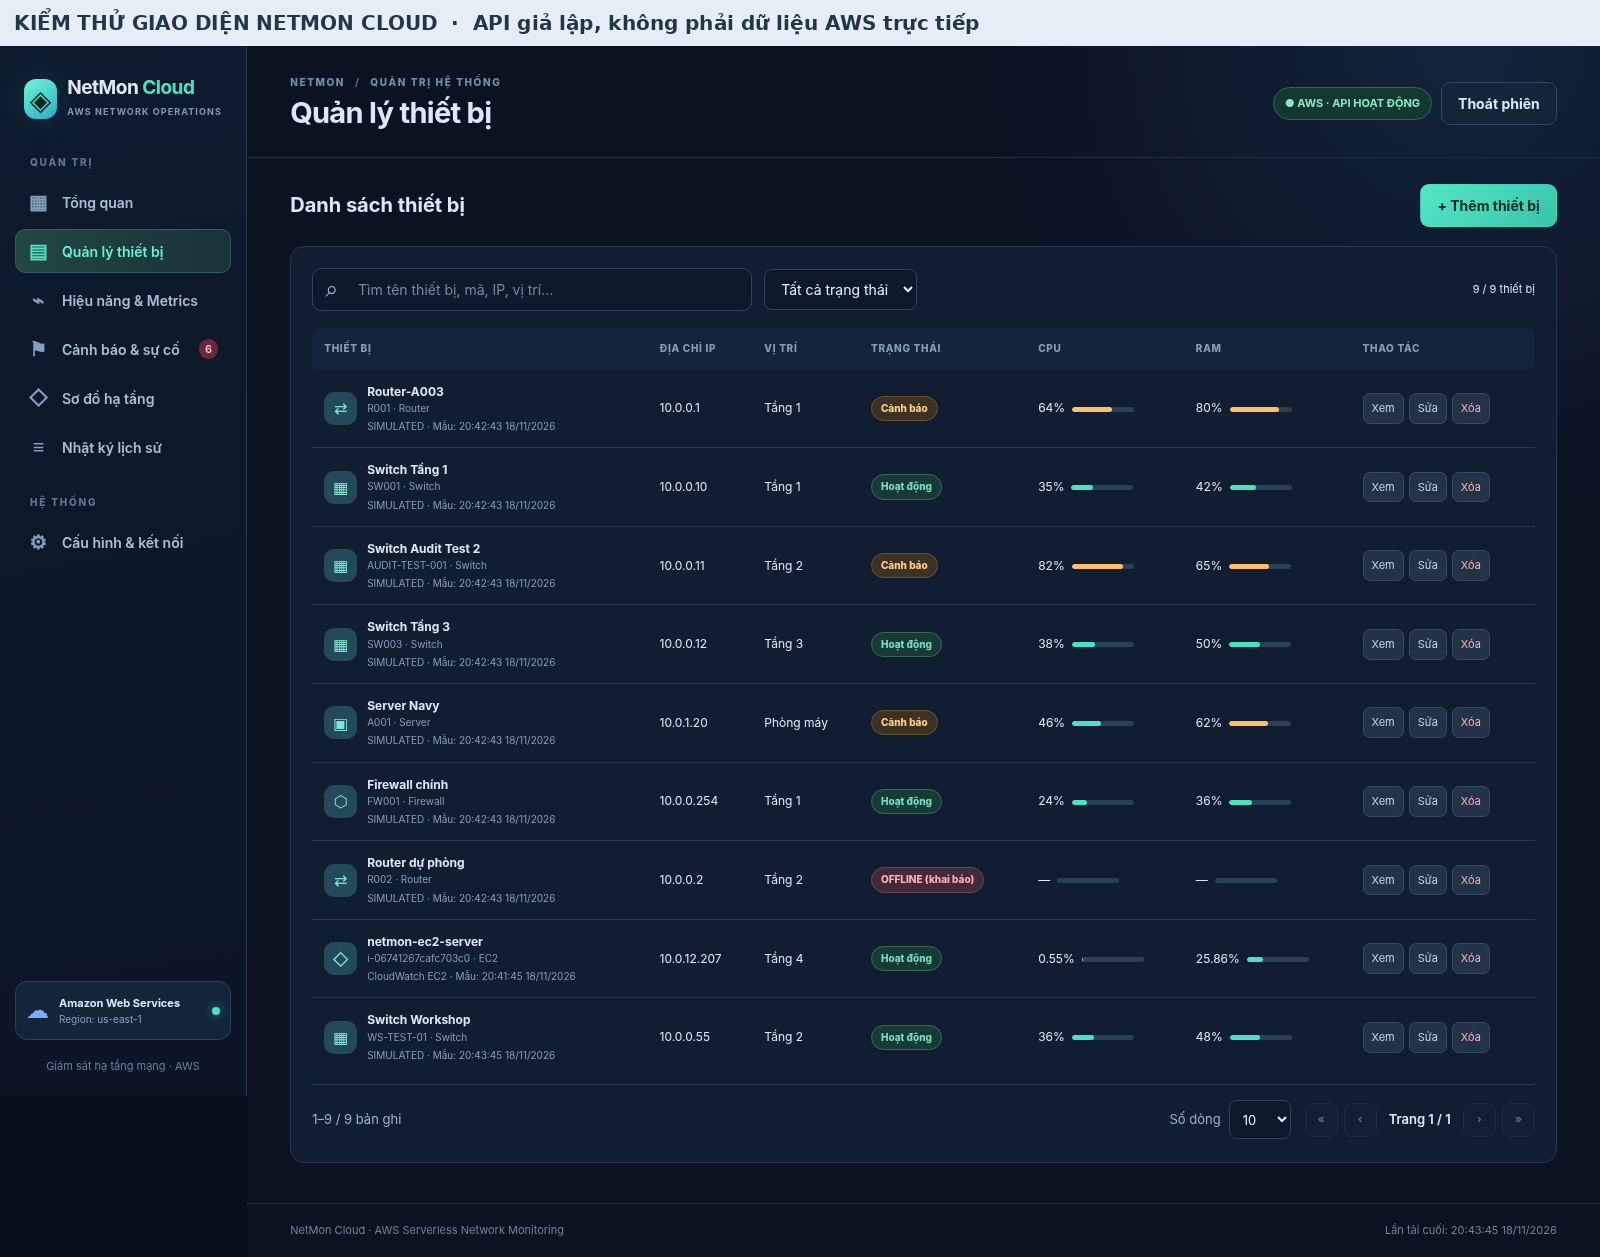 KIỂM THỬ GIAO DIỆN NETMON CLOUD · API giả lập, không phải dữ liệu AWS trực tiếp
NetMon Cloud
AWS NETWORK OPERATIONS
QUẢN TRỊ
Tổng quan
Quản lý thiết bị
Hiệu năng & Metrics
Cảnh báo & sự cố 6
Sơ đồ hạ tầng
Nhật ký lịch sử
HỆ THỐNG
Cấu hình & kết nối
Amazon Web Services
Region: us-east-1
Giám sát hạ tầng mạng · AWS
NETMON / QUẢN TRỊ HỆ THỐNG
Quản lý thiết bị
AWS · API HOẠT ĐỘNG
Thoát phiên
Danh sách thiết bị
+ Thêm thiết bị
Tìm tên thiết bị, mã, IP, vị trí...
Tất cả trạng thái
9 / 9 thiết bị
THIẾT BỊ ĐỊA CHỈ IP VỊ TRÍ TRẠNG THÁI CPU RAM THAO TÁC
Router-A003
R001 · Router
SIMULATED · Mẫu: 20:42:43 18/11/2026
10.0.0.1 Tầng 1 Cảnh báo 64% 80% Xem Sửa Xóa
Switch Tầng 1
SW001 · Switch
SIMULATED · Mẫu: 20:42:43 18/11/2026
10.0.0.10 Tầng 1 Hoạt động 35% 42% Xem Sửa Xóa
Switch Audit Test 2
AUDIT-TEST-001 · Switch
SIMULATED · Mẫu: 20:42:43 18/11/2026
10.0.0.11 Tầng 2 Cảnh báo 82% 65% Xem Sửa Xóa
Switch Tầng 3
SW003 · Switch
SIMULATED · Mẫu: 20:42:43 18/11/2026
10.0.0.12 Tầng 3 Hoạt động 38% 50% Xem Sửa Xóa
Server Navy
A001 · Server
SIMULATED · Mẫu: 20:42:43 18/11/2026
10.0.1.20 Phòng máy Cảnh báo 46% 62% Xem Sửa Xóa
Firewall chính
FW001 · Firewall
SIMULATED · Mẫu: 20:42:43 18/11/2026
10.0.0.254 Tầng 1 Hoạt động 24% 36% Xem Sửa Xóa
Router dự phòng
R002 · Router
SIMULATED · Mẫu: 20:42:43 18/11/2026
10.0.0.2 Tầng 2 OFFLINE (khai báo) — — Xem Sửa Xóa
netmon-ec2-server
i-06741267cafc703c0 · EC2
CloudWatch EC2 · Mẫu: 20:41:45 18/11/2026
10.0.12.207 Tầng 4 Hoạt động 0.55% 25.86% Xem Sửa Xóa
Switch Workshop
WS-TEST-01 · Switch
SIMULATED · Mẫu: 20:43:45 18/11/2026
10.0.0.55 Tầng 2 Hoạt động 36% 48% Xem Sửa Xóa
1–9 / 9 bản ghi
Số dòng 10 « ‹ Trang 1 / 1 › »
NetMon Cloud · AWS Serverless Network Monitoring
Lần tải cuối: 20:43:45 18/11/2026